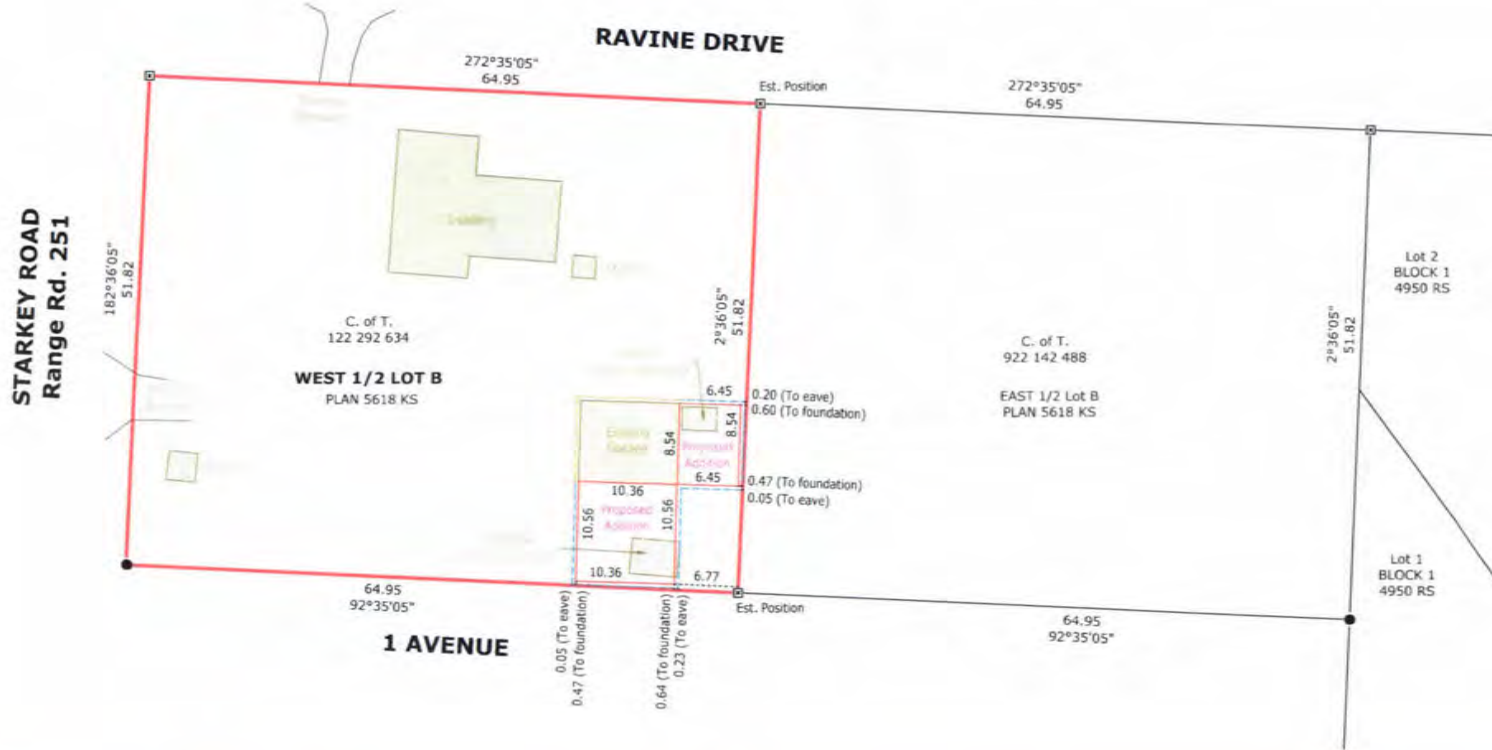 RAVINE DRIVE
272°35'05"
64.95
Est. Position
272°35'05"
64.95
STARKEY ROAD
Range Rd. 251
182°36'05"
51.82
C. of T.
122 292 634
WEST 1/2 LOT B
PLAN 5618 KS
2°36'05"
51.82
C. of T.
922 142 488
EAST 1/2 Lot B
PLAN 5618 KS
2°36'05"
51.82
Lot 2
BLOCK 1
4950 RS
6.45
0.20 (To eave)
0.60 (To foundation)
8.54
8.54
Proposed
Addition
6.45
0.47 (To foundation)
0.05 (To eave)
10.36
10.56
Proposed
Addition
10.56
10.36
6.77
Est. Position
Lot 1
BLOCK 1
4950 RS
64.95
92°35'05"
1 AVENUE
0.05 (To eave)
0.47 (To foundation)
0.64 (To foundation)
0.23 (To eave)
64.95
92°35'05"